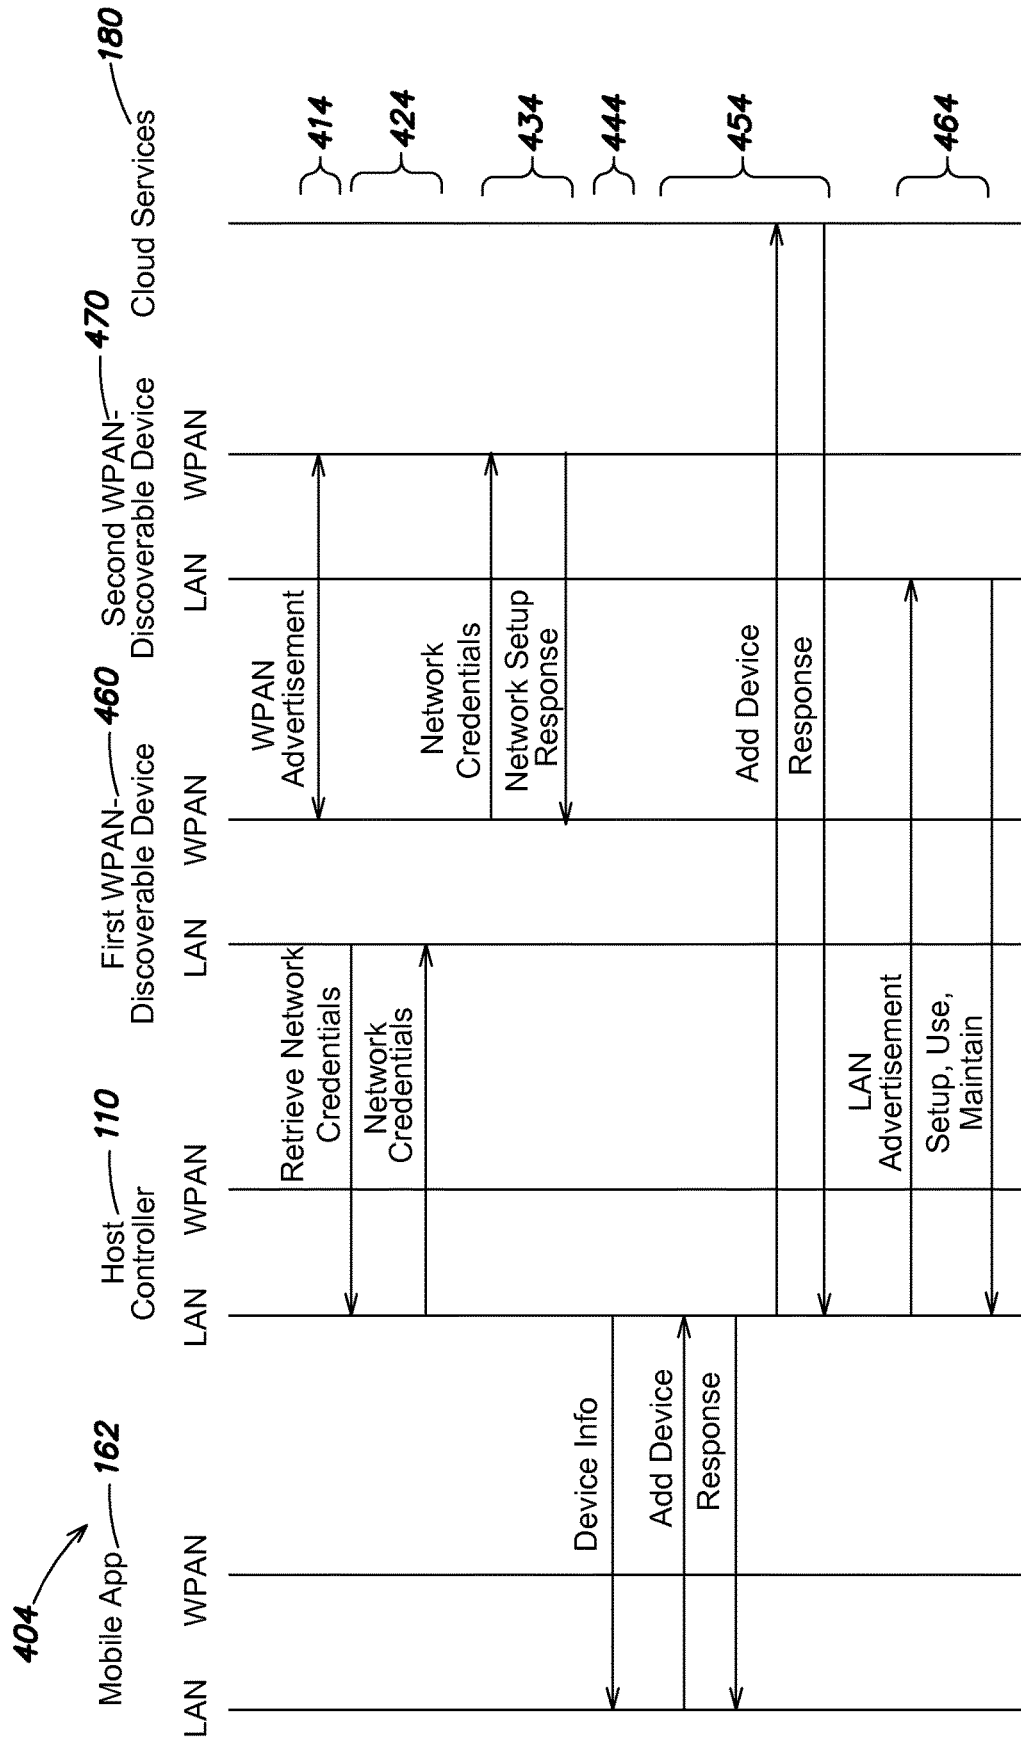 404
Mobile App
162
Host
Controller
110
First WPAN-
Discoverable Device
460
Second WPAN-
Discoverable Device
470
Cloud Services
180
LAN
WPAN
LAN
WPAN
LAN
WPAN
LAN
WPAN
WPAN
Advertisement
414
Retrieve Network
Credentials
Network
Credentials
424
Network
Credentials
Network Setup
Response
434
Device Info
444
Add Device
Response
Add Device
Response
454
LAN
Advertisement
Setup, Use,
Maintain
464